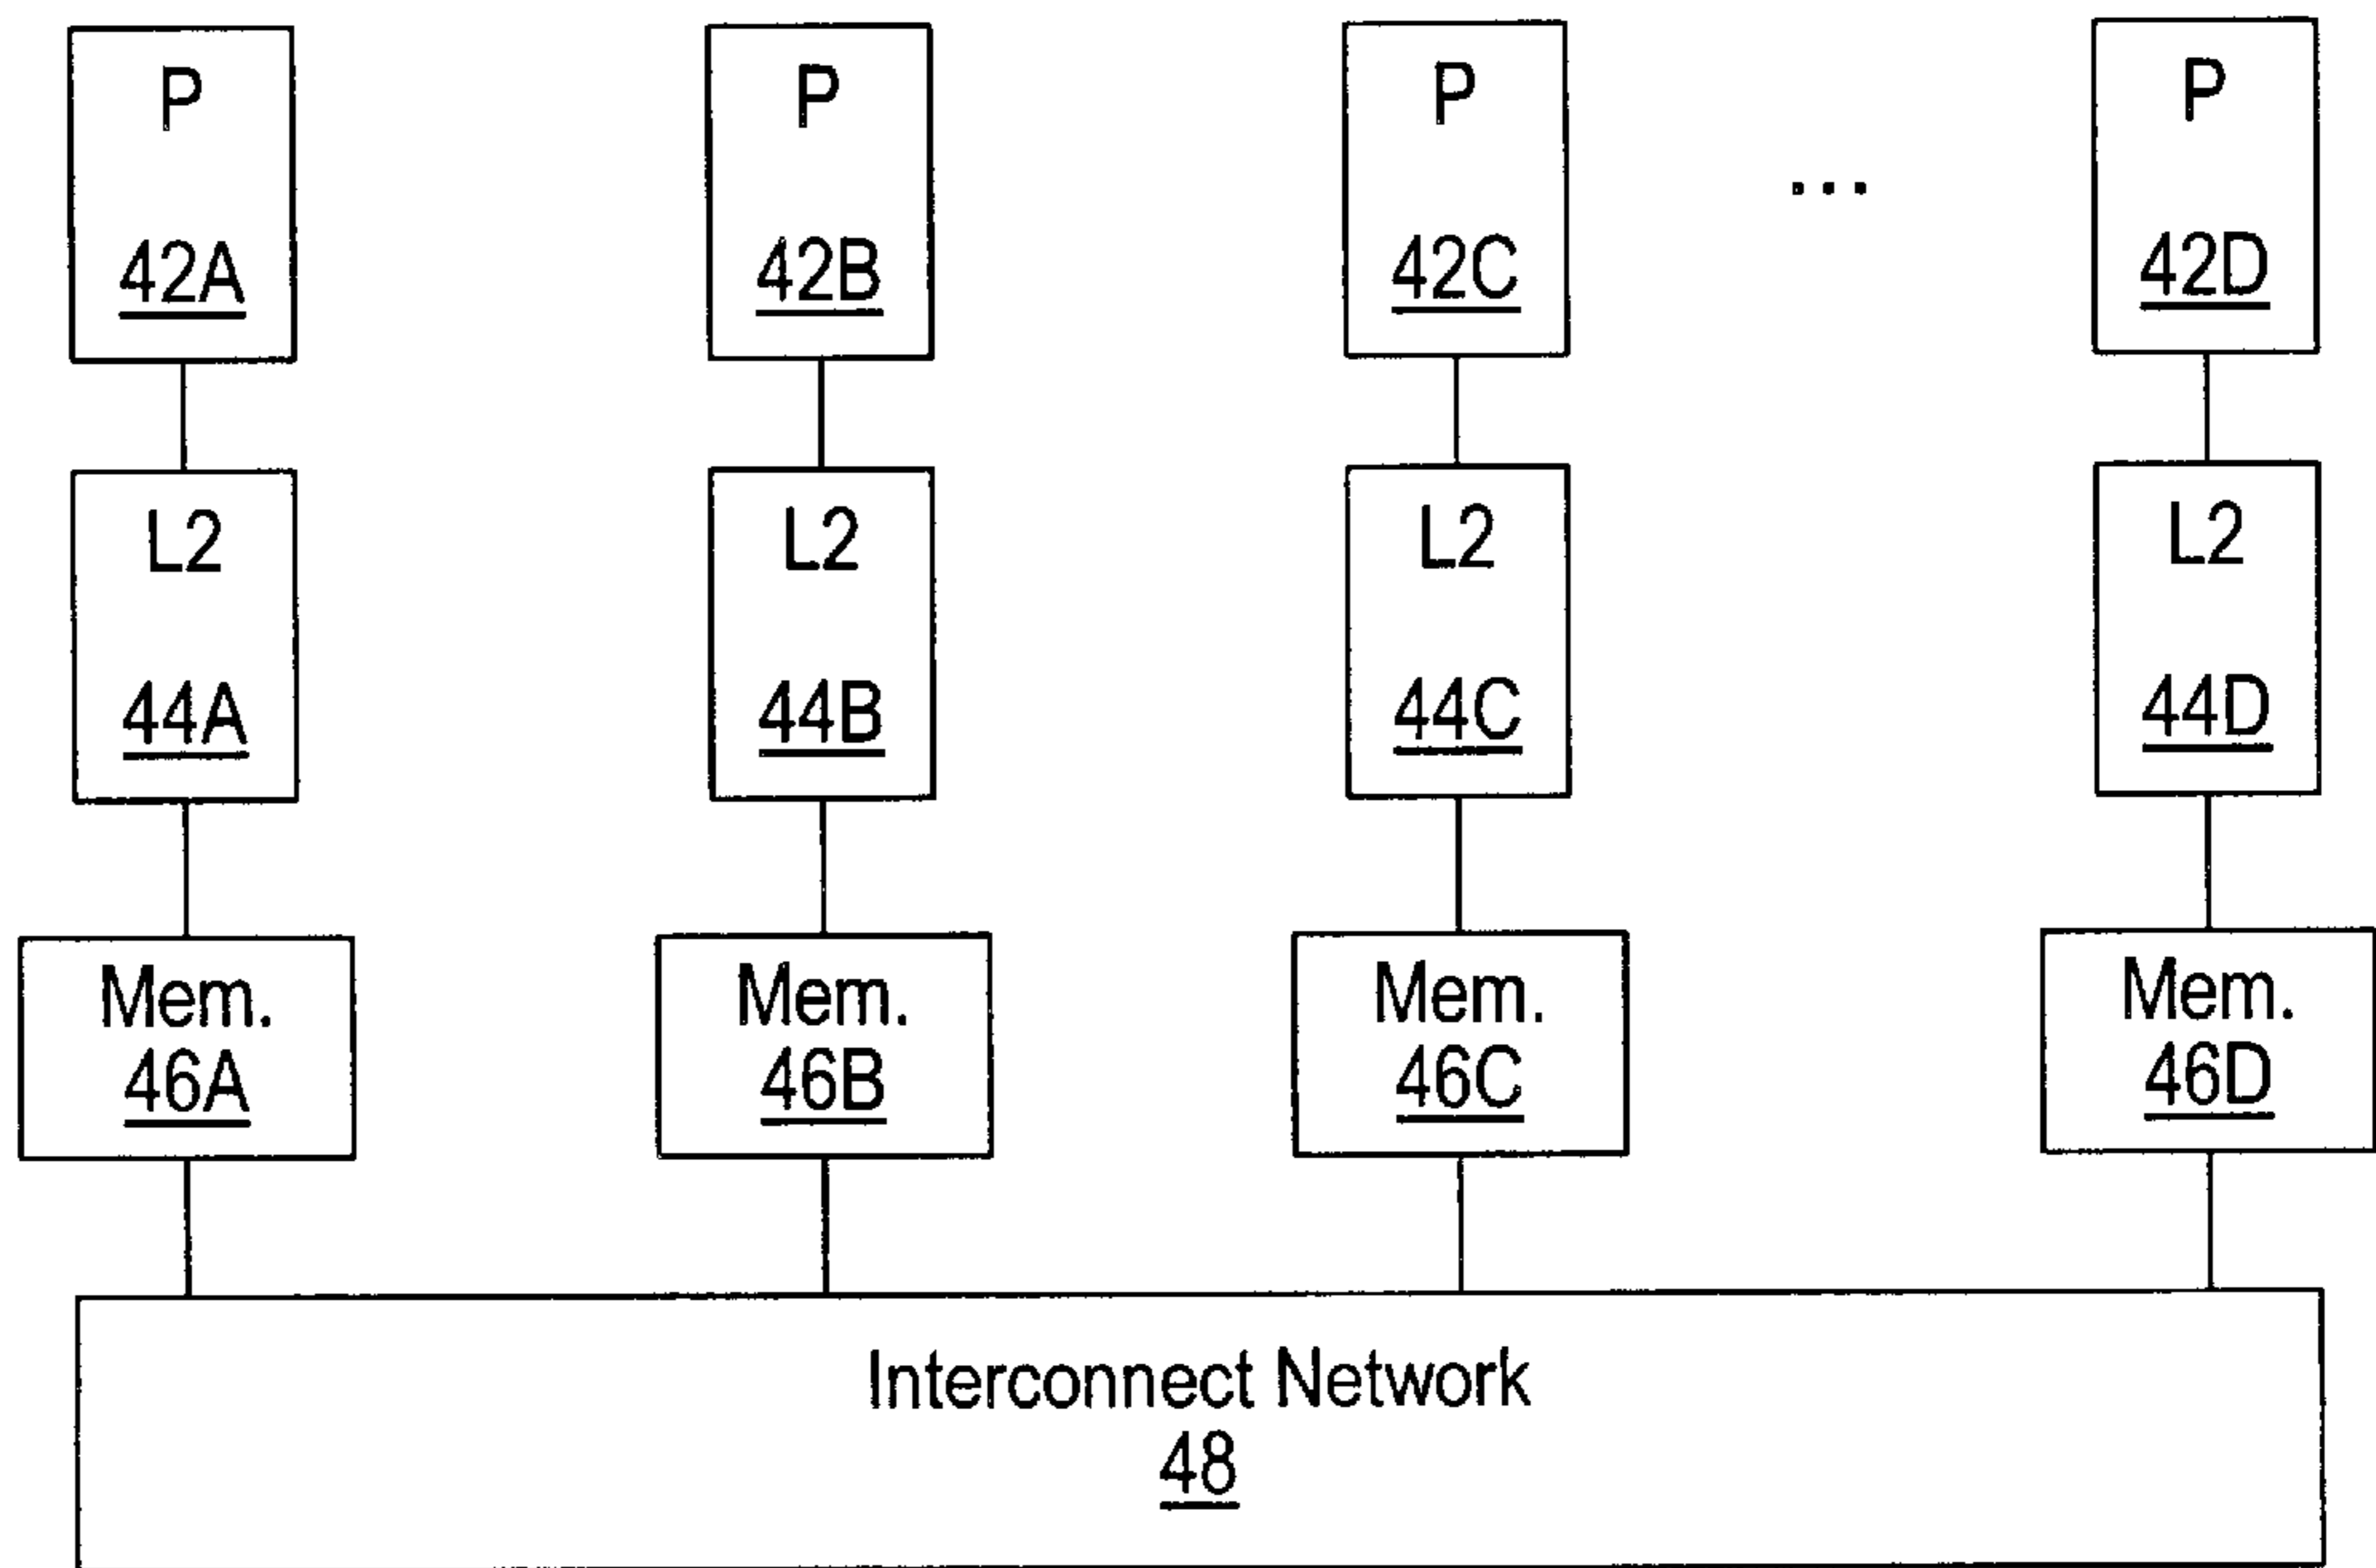 P P P ... P
42A 42B 42C 42D
L2 L2 L2 L2
44A 44B 44C 44D
Mem. Mem. Mem. Mem.
46A 46B 46C 46D
Interconnect Network
48